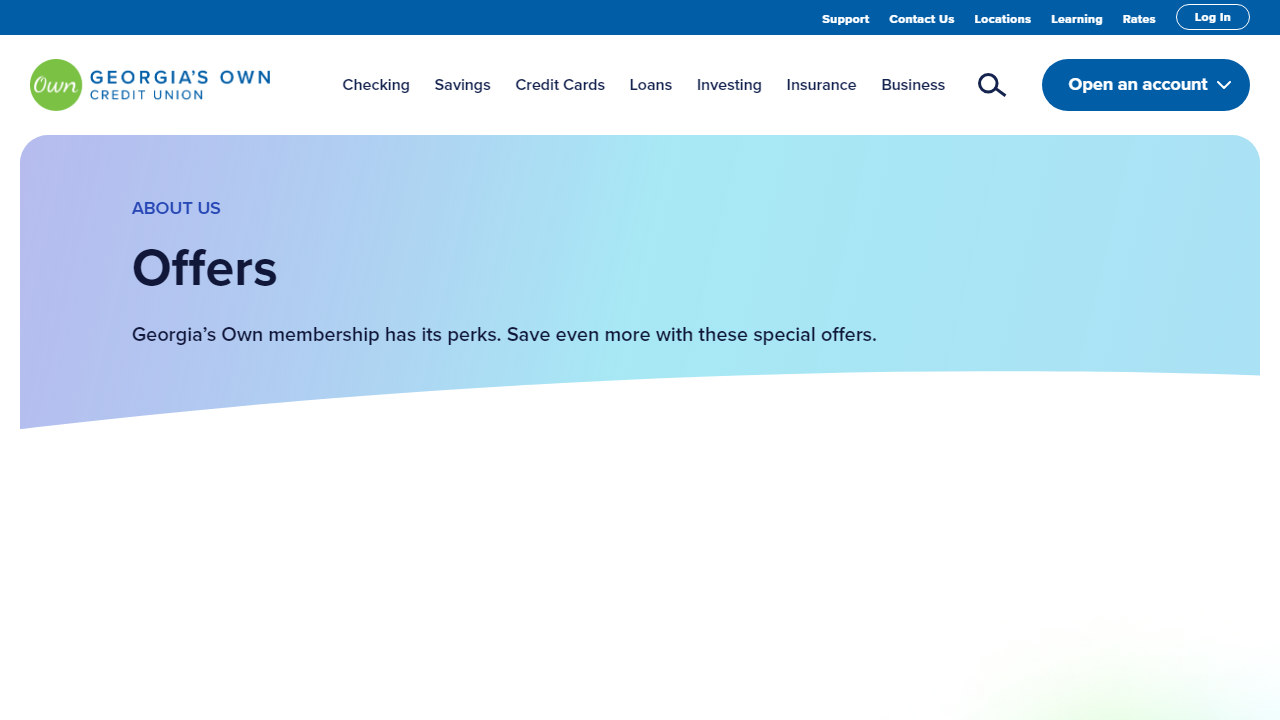 Support Contact Us Locations Learning Rates Log In
Own GEORGIA'S OWN
CREDIT UNION
Checking Savings Credit Cards Loans Investing Insurance Business Open an account
ABOUT US
Offers
Georgia’s Own membership has its perks. Save even more with these special offers.